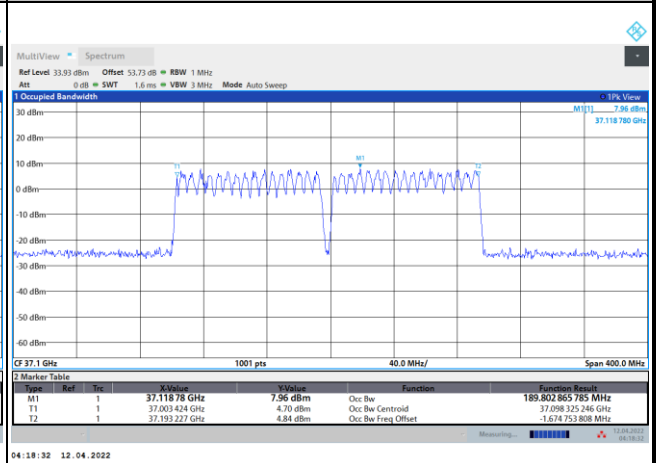 MultiView Spectrum
Ref Level 33.93 dBm Offset 53.73 dB RBW 1 MHz
Att 0 dB SWT 1.6 ms VBW 3 MHz Mode Auto Sweep
1 Occupied Bandwidth 1Pk View
M1[1] 7.96 dBm
37.118 780 GHz
30 dBm
20 dBm
10 dBm
M1
T1 T2
0 dBm
-10 dBm
-20 dBm
-30 dBm
-40 dBm
-50 dBm
-60 dBm
CF 37.1 GHz 1001 pts 40.0 MHz/ Span 400.0 MHz
2 Marker Table
Type Ref Trc X-Value Y-Value Function Function Result
M1 1 37.118 78 GHz 7.96 dBm Occ Bw 189.802 865 785 MHz
T1 1 37.003 424 GHz 4.70 dBm Occ Bw Centroid 37.098 325 246 GHz
T2 1 37.193 227 GHz 4.84 dBm Occ Bw Freq Offset -1.674 753 808 MHz
Measuring... 12.04.2022
04:18:32
04:18:32 12.04.2022